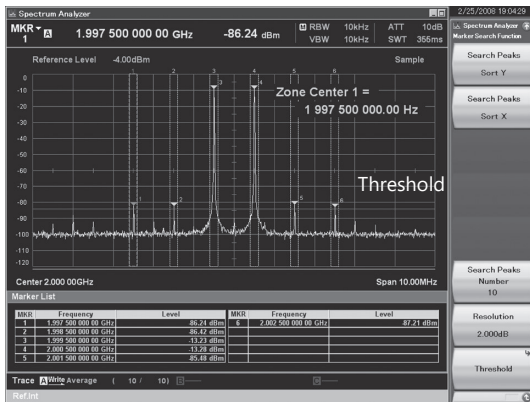 Spectrum Analyzer
2/25/2008 19:04:29
MKR 1 A 1.997 500 000 00 GHz -86.24 dBm
RBW 10kHz ATT 10dB
VBW 10kHz SWT 355ms
Reference Level -4.00dBm Sample
1 2 3 4 5 6
0
-10
-20
-30
-40
-50
-60
-70
-80
-90
-100
-110
-120
3 4
Zone Center 1 =
1 997 500 000.00 Hz
Threshold
1 2 5 6
Center 2.000 00GHz Span 10.00MHz
Marker List
MKR Frequency Level MKR Frequency Level
1 1.997 500 000 00 GHz -86.24 dBm 6 2.002 500 000 00 GHz -87.21 dBm
2 1.998 500 000 00 GHz -86.42 dBm
3 1.999 500 000 00 GHz -13.23 dBm
4 2.000 500 000 00 GHz -13.28 dBm
5 2.001 500 000 00 GHz -85.48 dBm
Trace A Write Average ( 10 / 10)
Ref.Int
Spectrum Analyzer
Marker Search Function
Search Peaks
Sort Y
Search Peaks
Sort X
Search Peaks
Number
10
Resolution
2.000dB
Threshold